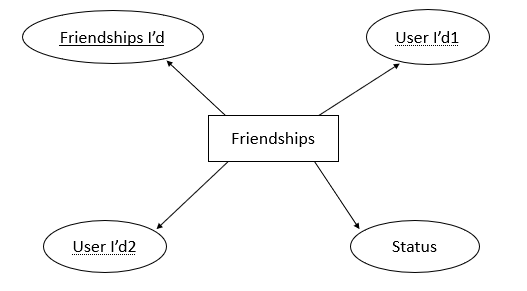 Friendships I’d
User I’d1
Friendships
User I’d2
Status